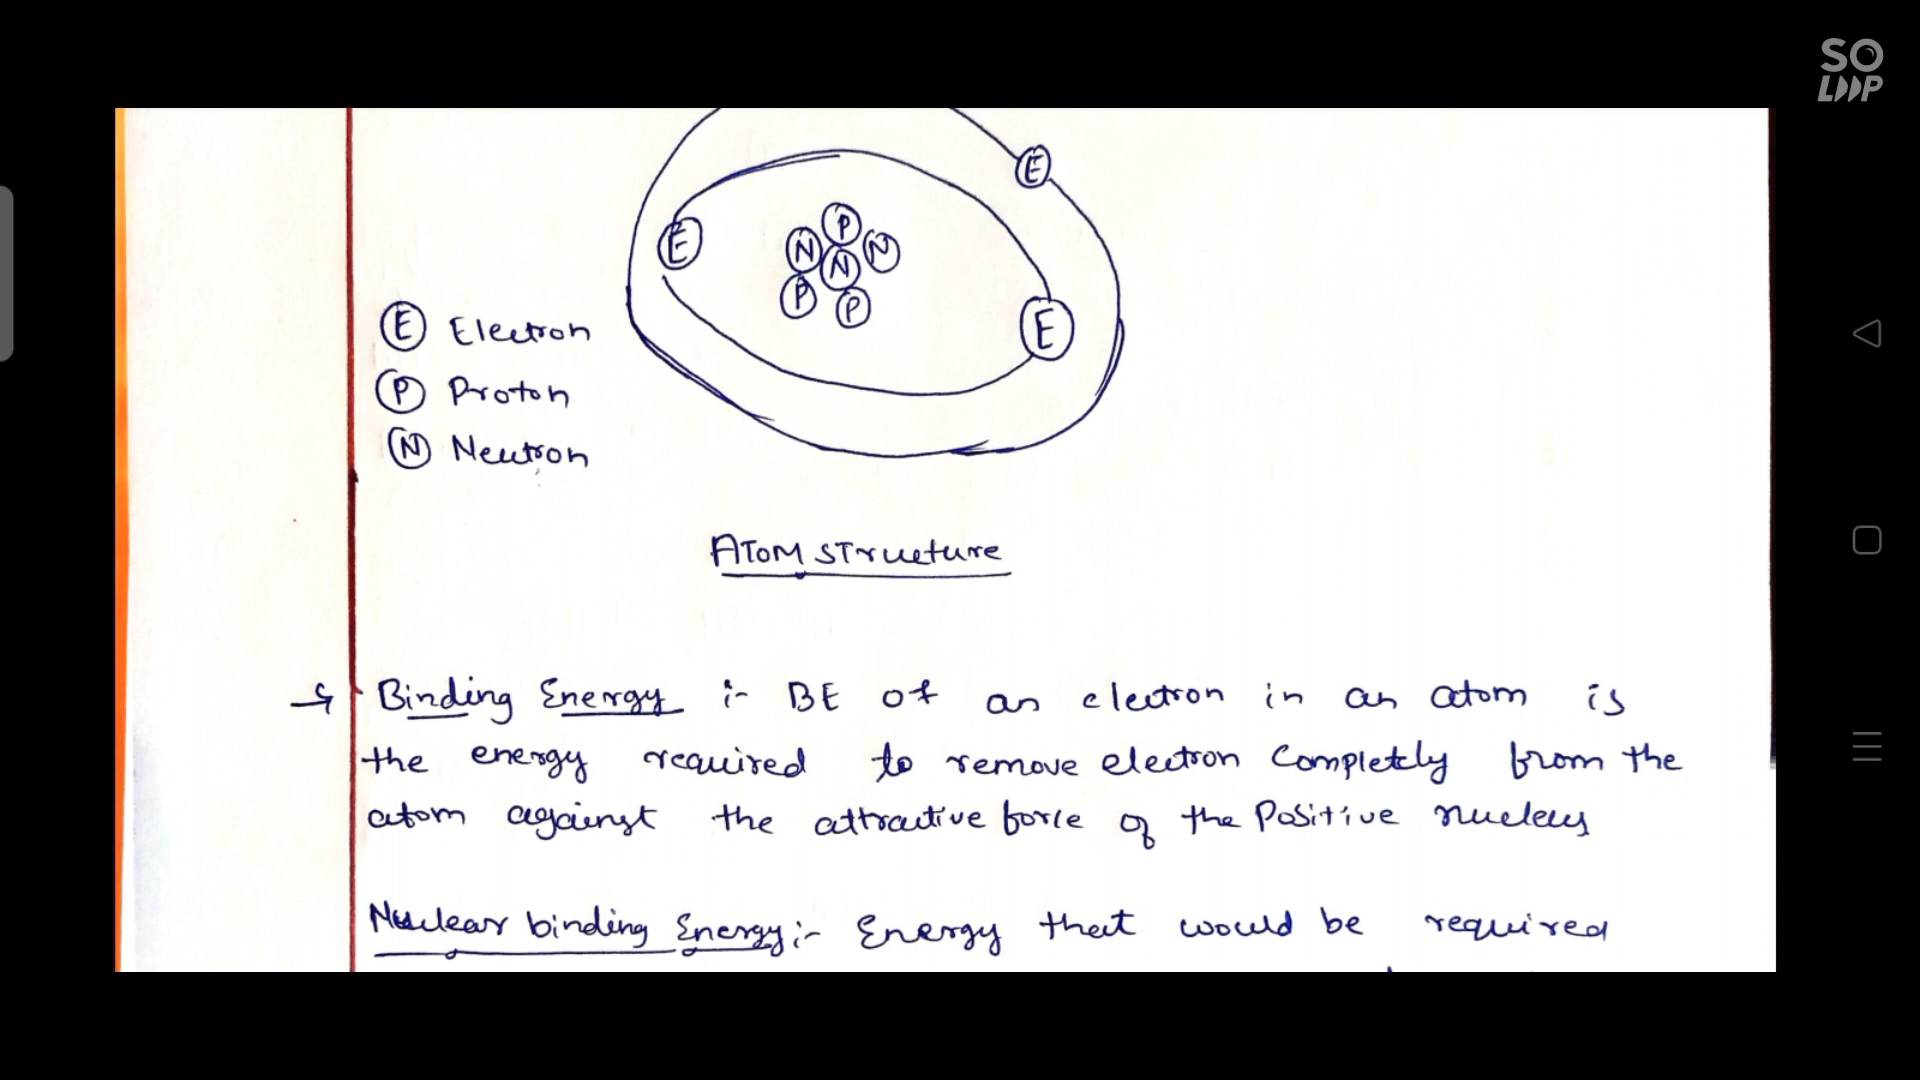 SO
LOOP
E
E
P
N
N
N
P
P
E
E Electron
P Proton
N Neutron
ATOM STructure
→ Binding Energy :- BE of an electron in an atom is
the energy required to remove electron Completely from the
atom against the attractive force of the Positive nucleus
Nuclear binding Energy:- Energy that would be required